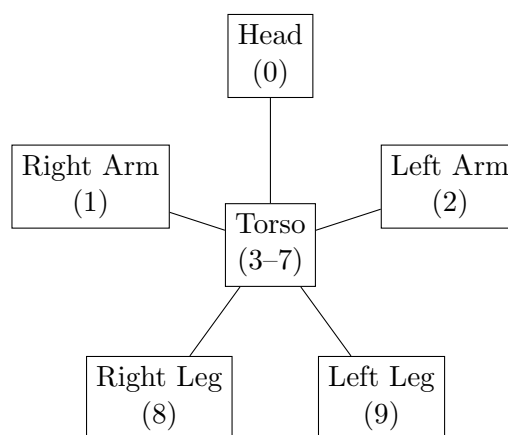 Head
(0)
Right Arm
(1)
Left Arm
(2)
Torso
(3–7)
Right Leg
(8)
Left Leg
(9)